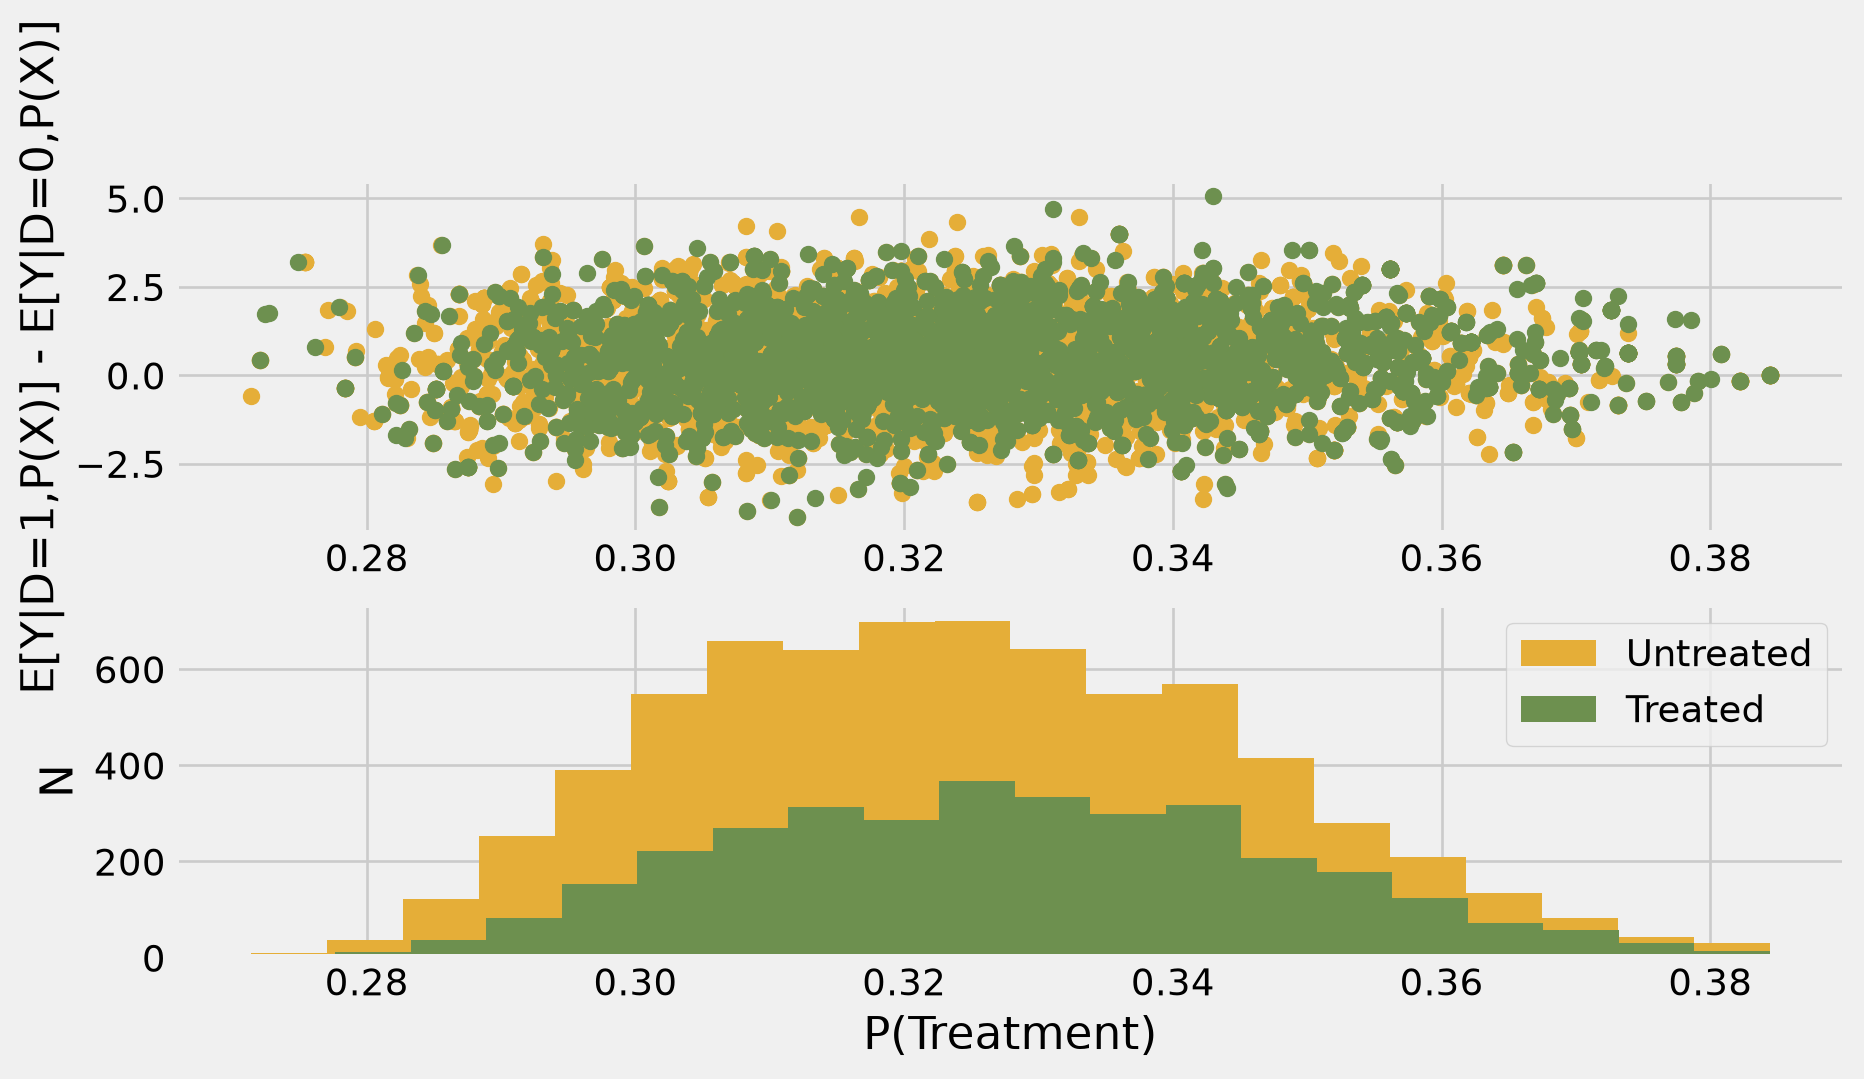 E[Y|D=1,P(X)] - E[Y|D=0,P(X)]
5.0
2.5
0.0
−2.5
0.28 0.30 0.32 0.34 0.36 0.38
N
600
400
200
0
Untreated
Treated
0.28 0.30 0.32 0.34 0.36 0.38
P(Treatment)